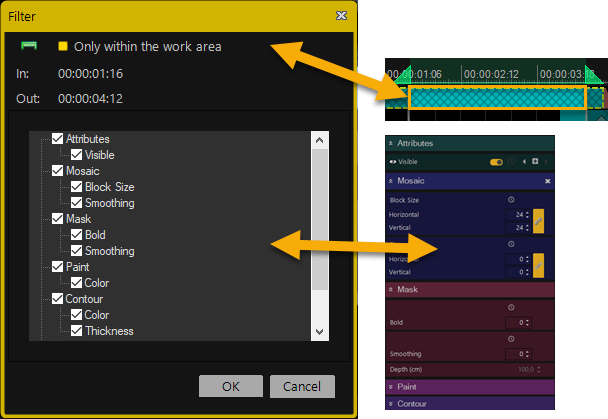 Filter
Only within the work area
In: 00:00:01:16
Out: 00:00:04:12
Attributes
Visible
Mosaic
Block Size
Smoothing
Mask
Bold
Smoothing
Paint
Color
Contour
Color
Thickness
OK Cancel
00:00:01:06 00:00:02:12 00:00:03:18
Attributes
Visible
Mosaic
Block Size
Horizontal 24
Vertical 24
Horizontal 0
Vertical 0
Mask
Bold 0
Smoothing 0
Depth (cm) 100,0
Paint
Contour